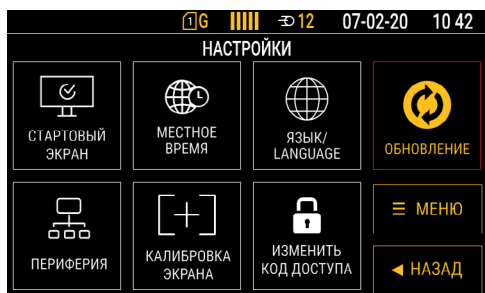 1 G 12 07-02-20 10 42
НАСТРОЙКИ
СТАРТОВЫЙ
ЭКРАН
МЕСТНОЕ
ВРЕМЯ
ЯЗЫК/
LANGUAGE
ОБНОВЛЕНИЕ
ПЕРИФЕРИЯ
КАЛИБРОВКА
ЭКРАНА
ИЗМЕНИТЬ
КОД ДОСТУПА
МЕНЮ
НАЗАД